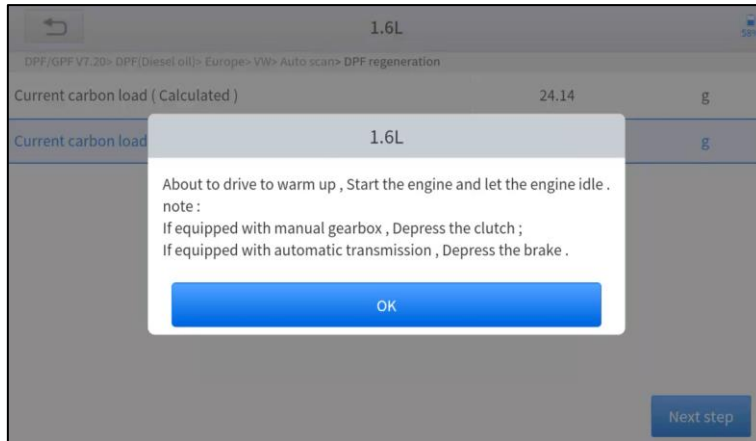 1.6L
58%
DPF/GPF V7.20> DPF(Diesel oil)> Europe> VW> Auto scan> DPF regeneration
Current carbon load ( Calculated ) 24.14 g
Current carbon load g
1.6L
About to drive to warm up , Start the engine and let the engine idle .
note :
If equipped with manual gearbox , Depress the clutch ;
If equipped with automatic transmission , Depress the brake .
OK
Next step